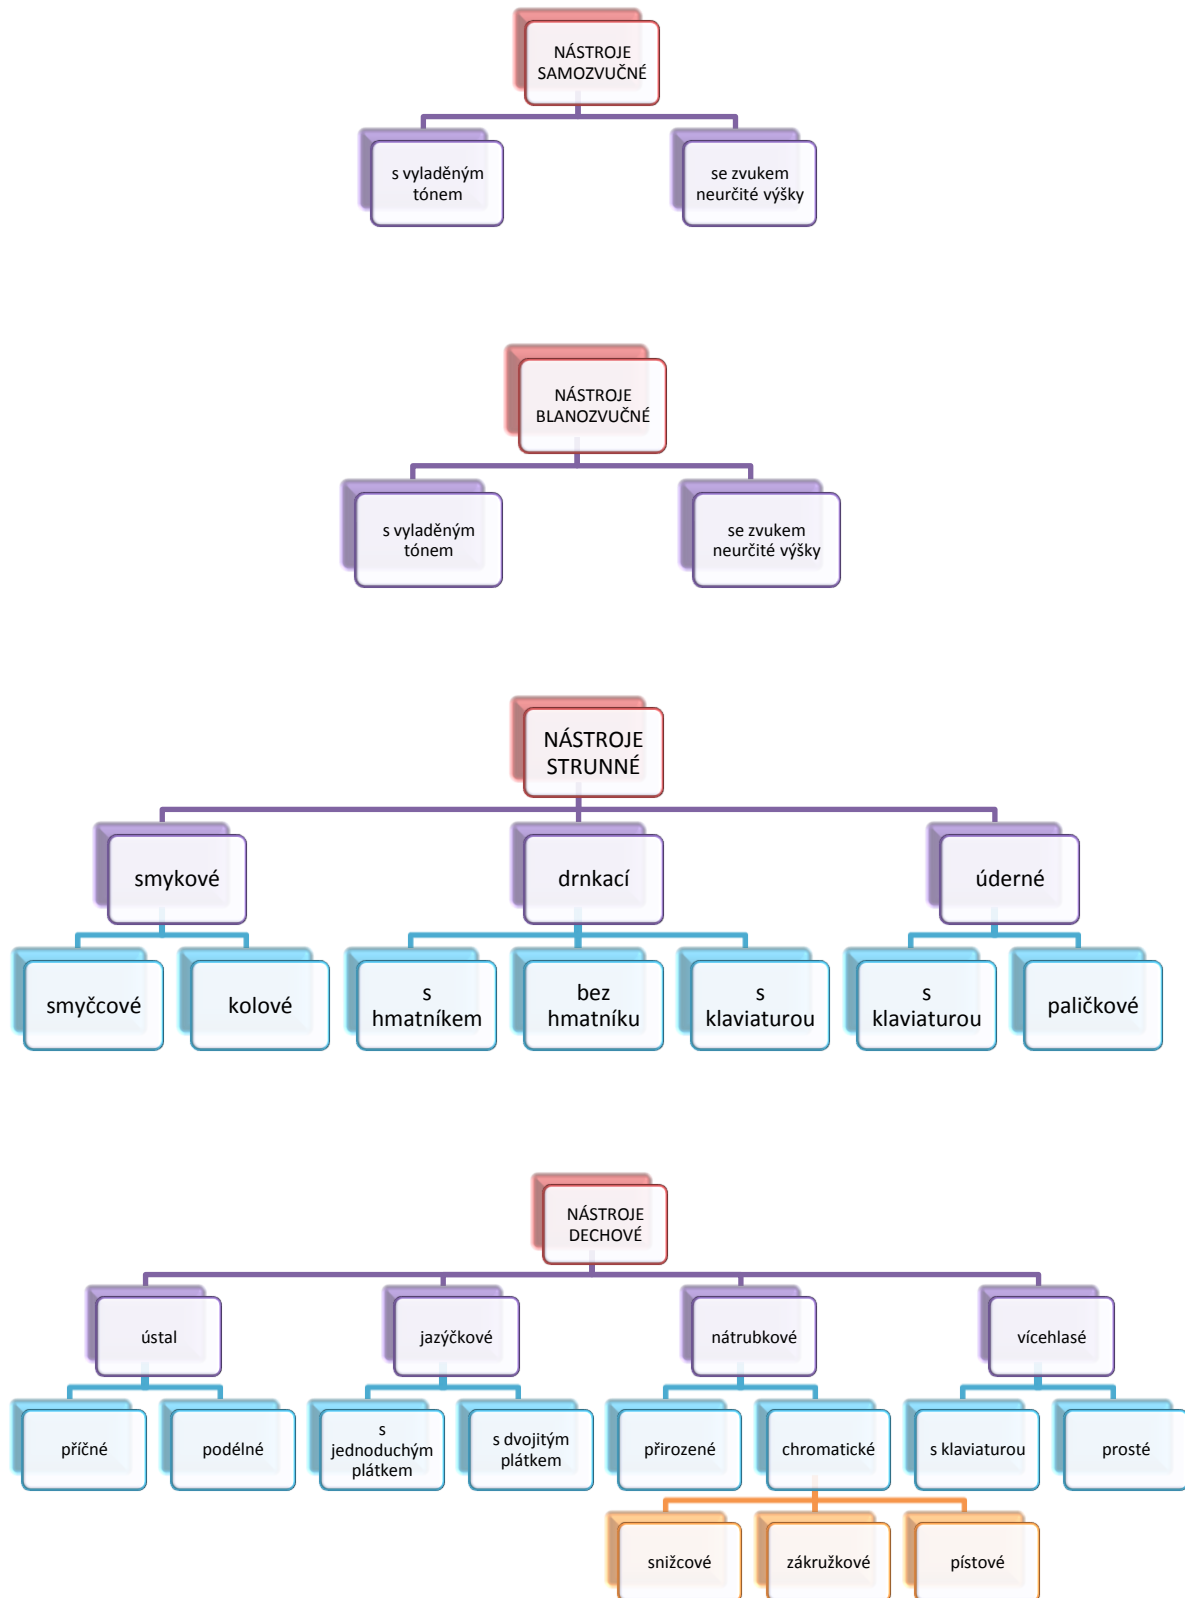 NÁSTROJE
SAMOZVUČNÉ
s vyladěným
tónem
se zvukem
neurčité výšky
NÁSTROJE
BLANOZVUČNÉ
s vyladěným
tónem
se zvukem
neurčité výšky
NÁSTROJE
STRUNNÉ
smykové
drnkací
úderné
smyčcové
kolové
s
hmatníkem
bez
hmatníku
s
klaviaturou
s
klaviaturou
paličkové
NÁSTROJE
DECHOVÉ
ústal
jazýčkové
nátrubkové
vícehlasé
příčné
podélné
s
jednoduchým
plátkem
s dvojitým
plátkem
přirozené
chromatické
s klaviaturou
prosté
snižcové
zákružkové
pístové